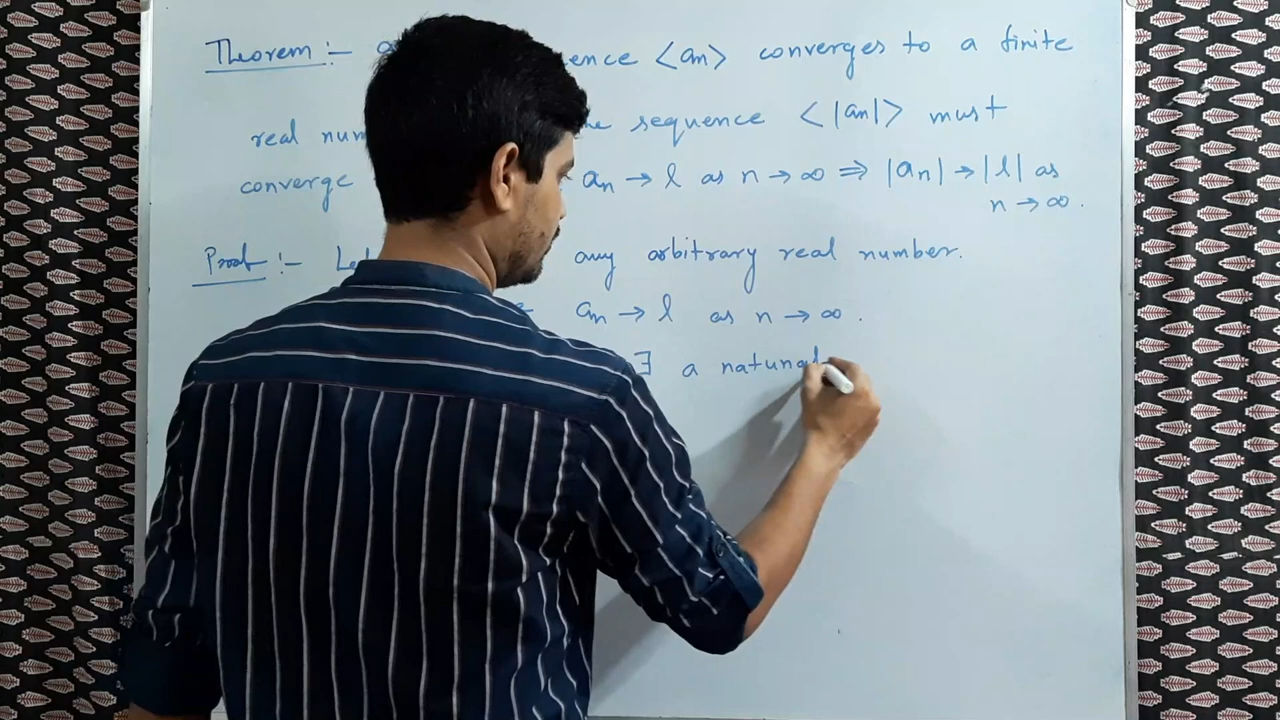 Theorem :-
ence <an> converges to a finite
real num sequence <|an|> must
converge an → l as n → ∞ ⇒ |an| → |l| as
n → ∞.
Proof :- Let any arbitrary real number.
an → l as n → ∞.
∃ a natural